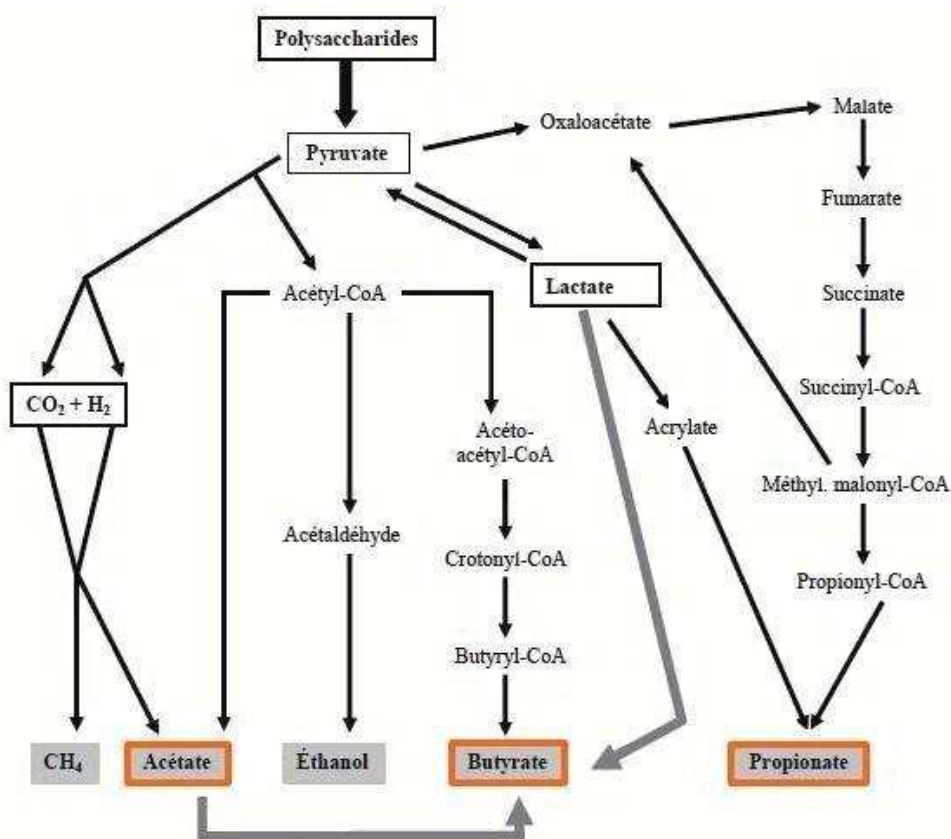 Polysaccharides
Pyruvate
Oxaloacétate
Malate
Fumarate
Succinate
Lactate
Acétyl-CoA
CO₂ + H₂
Succinyl-CoA
Acéto-
acétyl-CoA
Acrylate
Méthyl. malonyl-CoA
Acétaldéhyde
Crotonyl-CoA
Propionyl-CoA
Butyryl-CoA
CH₄
Acétate
Éthanol
Butyrate
Propionate